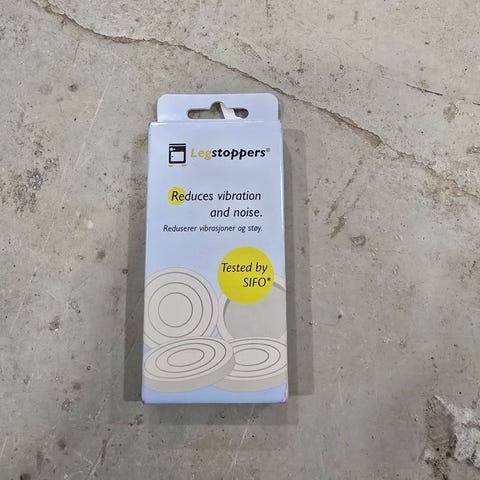 Legstoppers®
Reduces vibration
and noise.
Reduserer vibrasjoner og støy.
Tested by
SIFO*